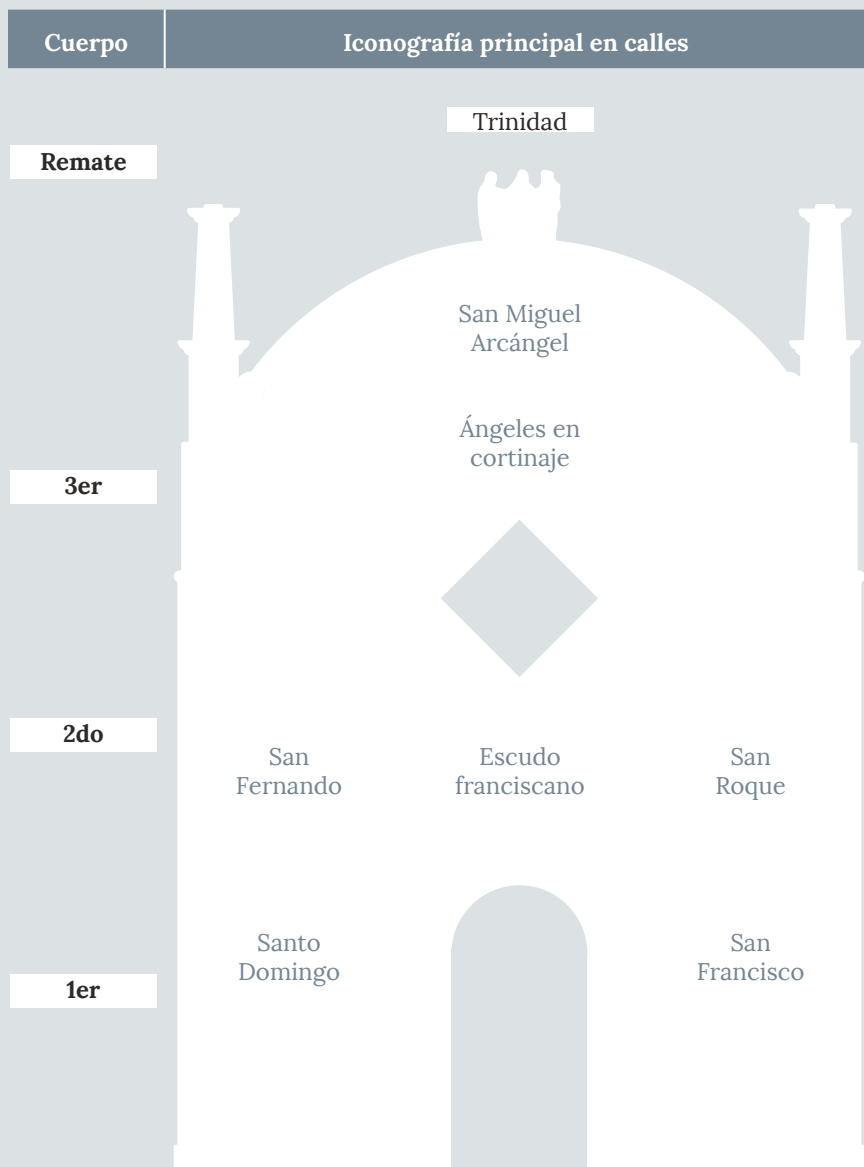 Cuerpo
Iconografía principal en calles
Trinidad
Remate
San Miguel
Arcángel
Ángeles en
cortinaje
3er
2do
San
Fernando
Escudo
franciscano
San
Roque
Santo
Domingo
San
Francisco
1er